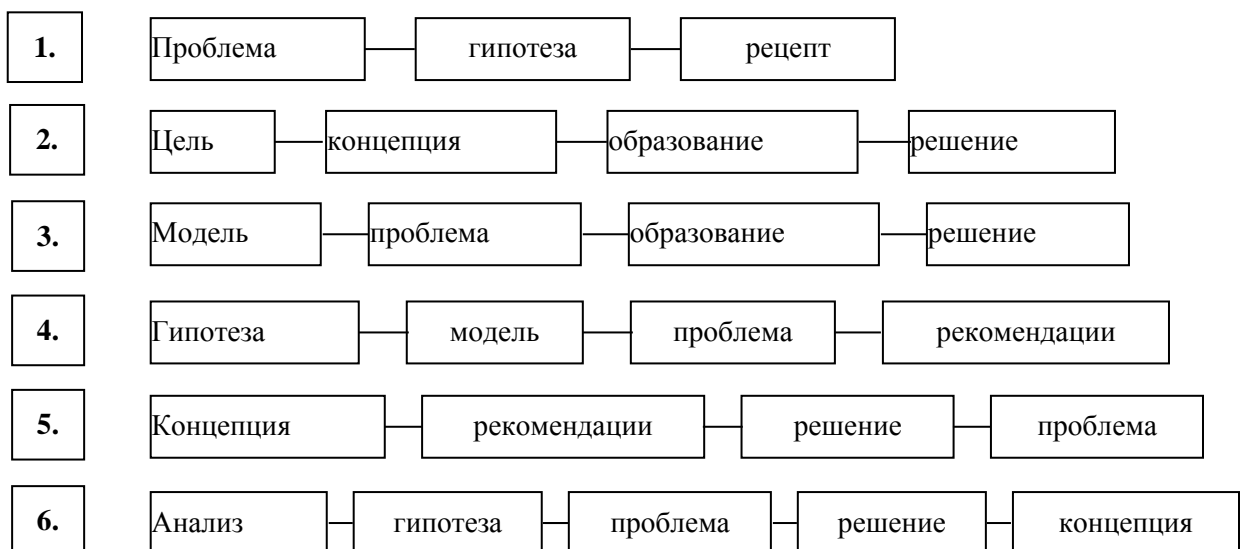 1. Проблема гипотеза рецепт
2. Цель концепция образование решение
3. Модель проблема образование решение
4. Гипотеза модель проблема рекомендации
5. Концепция рекомендации решение проблема
6. Анализ гипотеза проблема решение концепция